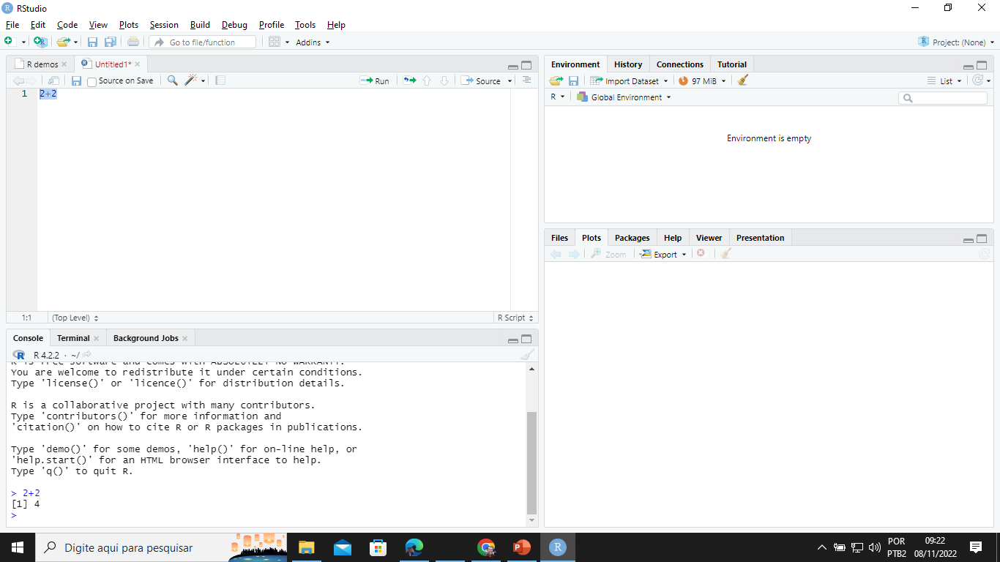 RStudio
File Edit Code View Plots Session Build Debug Profile Tools Help
Go to file/function Addins Project: (None)
R demos Untitled1*
Source on Save Run Source
1 2+2
1:1 (Top Level) R Script
Console Terminal Background Jobs
R 4.2.2 · ~/
R is free software and comes with ABSOLUTELY NO WARRANTY.
You are welcome to redistribute it under certain conditions.
Type 'license()' or 'licence()' for distribution details.
R is a collaborative project with many contributors.
Type 'contributors()' for more information and
'citation()' on how to cite R or R packages in publications.
Type 'demo()' for some demos, 'help()' for on-line help, or
'help.start()' for an HTML browser interface to help.
Type 'q()' to quit R.
> 2+2
[1] 4
>
Environment History Connections Tutorial
Import Dataset 97 MiB List
R Global Environment
Environment is empty
Files Plots Packages Help Viewer Presentation
Zoom Export
Digite aqui para pesquisar
POR 09:22
PTB2 08/11/2022